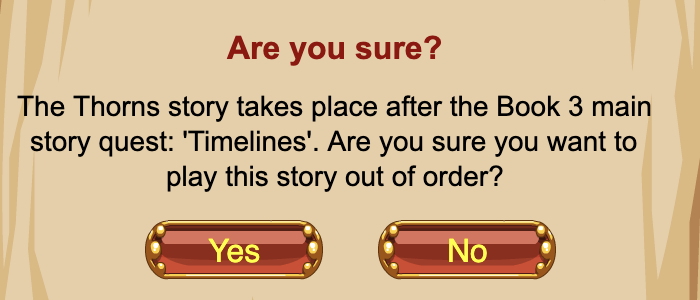 Are you sure?
The Thorns story takes place after the Book 3 main
story quest: 'Timelines'. Are you sure you want to
play this story out of order?
Yes
No